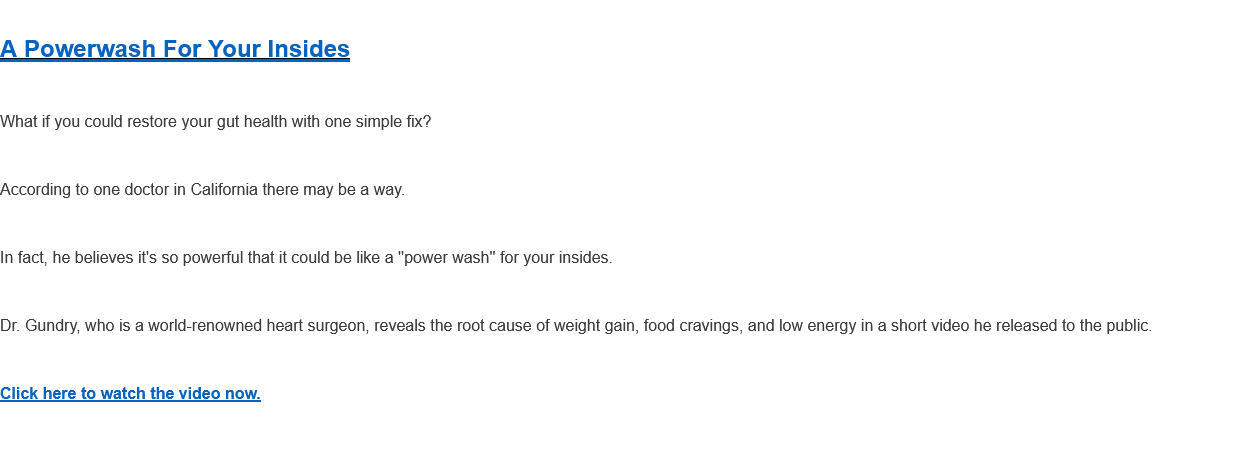 A Powerwash For Your Insides
What if you could restore your gut health with one simple fix?
According to one doctor in California there may be a way.
In fact, he believes it's so powerful that it could be like a "power wash" for your insides.
Dr. Gundry, who is a world-renowned heart surgeon, reveals the root cause of weight gain, food cravings, and low energy in a short video he released to the public.
Click here to watch the video now.